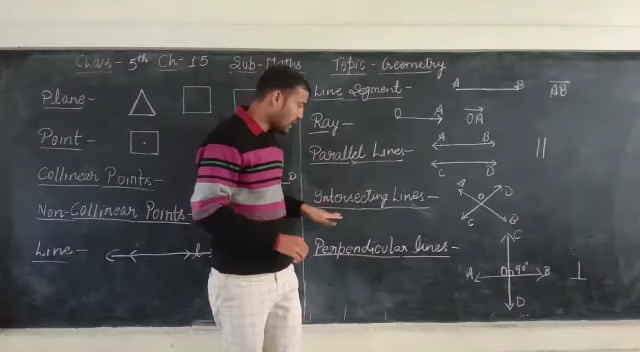 Class - 5th Ch-15 Sub-Maths Topic - Geometry
Plane -
Point -
Collinear Points -
D
Non-Collinear Points
Line - l
Line Segment - A B AB
Ray - O A OA
Parallel Lines - A B ||
C D
Intersecting Lines - A D
O
C B
Perpendicular lines - C
A O 90° B ⊥
D